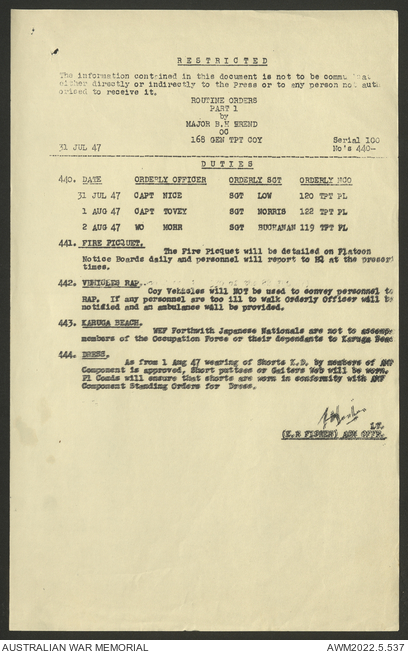 RESTRICTED
The information contained in this document is not to be
either directly or indirectly to the Press or to any person not auth
orised to receive it.
ROUTINE ORDERS
PART 1
by
MAJOR B.H
OC
168 GEN TPT COY
Serial 100
31 JUL 47
No's 440-
DUTIES
440. DATE ORDERLY OFFICER ORDERLY SGT ORDERLY NCO
31 JUL 47 CAPT NICE SGT LOW 120 TPT PL
1 AUG 47 CAPT TOVEY SGT NORRIS 122 TPT PL
2 AUG 47 WO MOHR SGT BUCHANAN 119 TPT PL
441. FIRE PICQUET.
The Fire Picquet will be detailed on Platoon
Notice Boards daily and personnel will report to HQ at the
times.
442. VEHICLES RAP.
Coy Vehicles will NOT be used to convey personnel to
RAP. If any personnel are too ill to walk Orderly Officer will be
notified and an ambulance will be provided.
443. KARUGA BEACH.
WEF Forthwith Japanese Nationals are not to
members of the Occupation Force or their dependants to Karuga
444. DRESS.
As from 1 Aug 47 wearing of Shorts K.D. by members of AMF
Component is approved, Short puttees or Gaiters Web will be worn.
Pl Comds will ensure that shorts are worn in conformity with AMF
Component Standing Orders for Dress.
LT.
ADM OFFR.
AUSTRALIAN WAR MEMORIAL
AWM2022.5.537